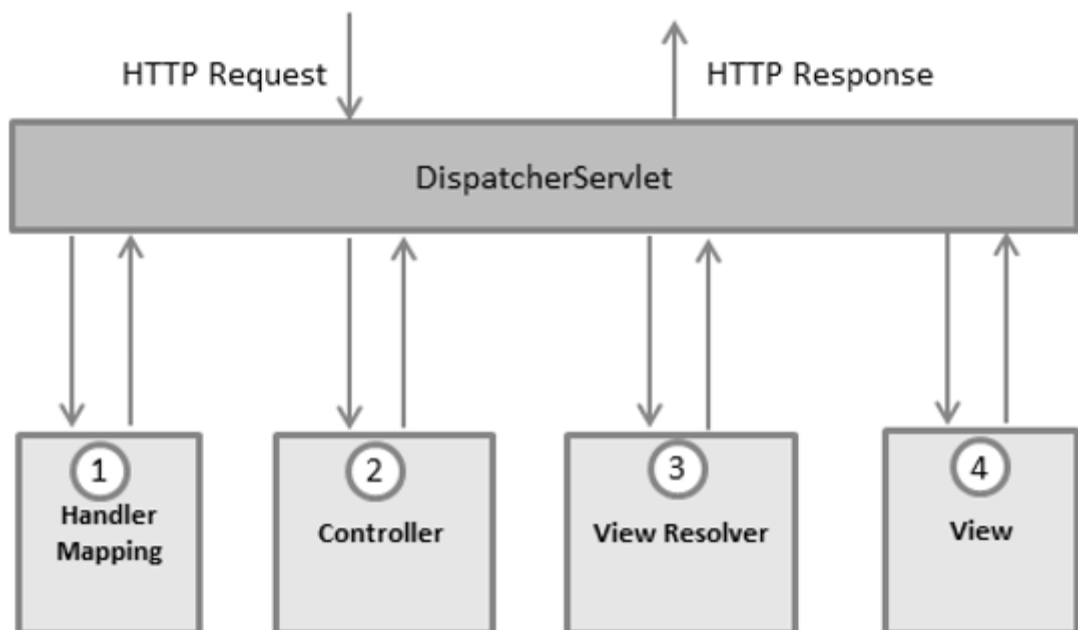 HTTP Request
HTTP Response
DispatcherServlet
1
Handler
Mapping
2
Controller
3
View Resolver
4
View